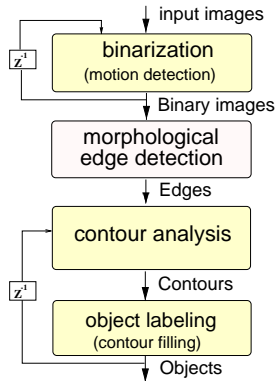 input images
binarization
(motion detection)
z-1
Binary images
morphological
edge detection
Edges
contour analysis
z-1
Contours
object labeling
(contour filling)
Objects